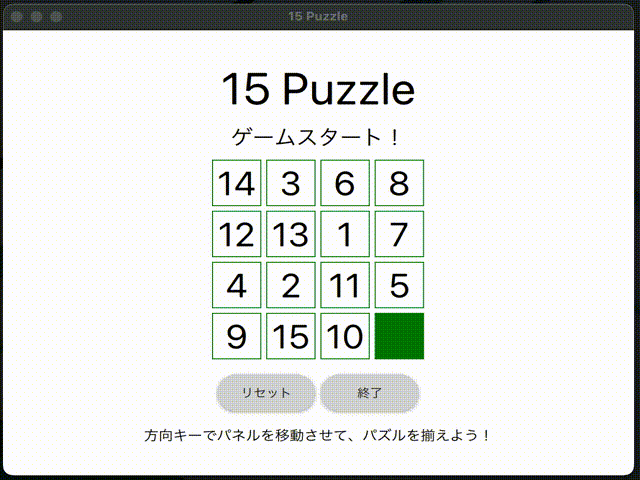 15 Puzzle
15 Puzzle
ゲームスタート！
14 3 6 8
12 13 1 7
4 2 11 5
9 15 10
リセット 終了
方向キーでパネルを移動させて、パズルを揃えよう！